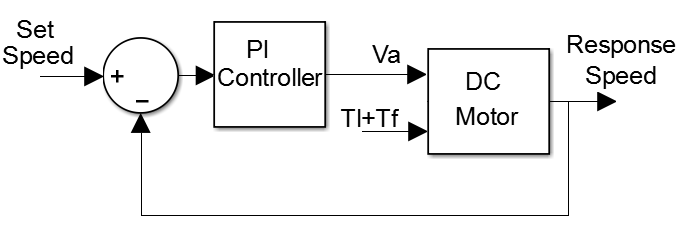 Set
Speed
+
−
PI
Controller
Va
Tl+Tf
DC
Motor
Response
Speed